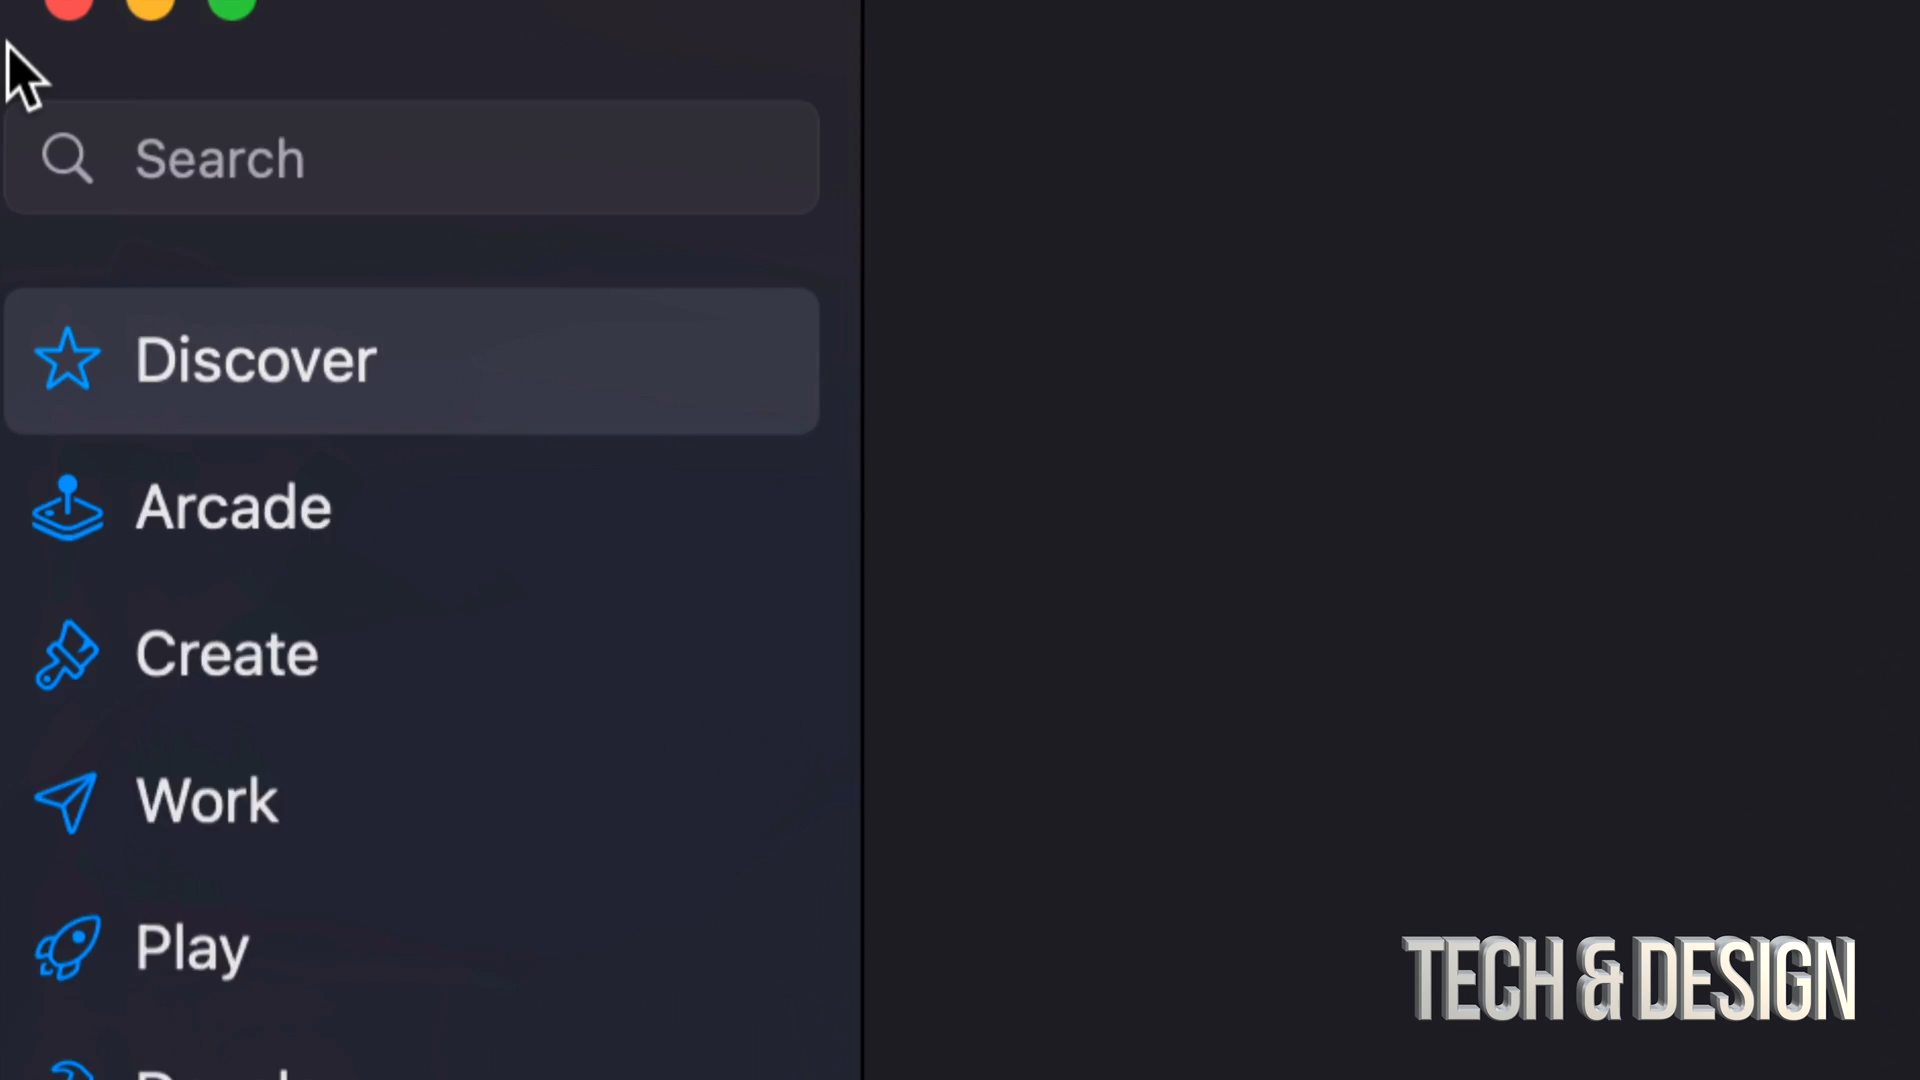 Search
Discover
Arcade
Create
Work
Play
TECH & DESIGN